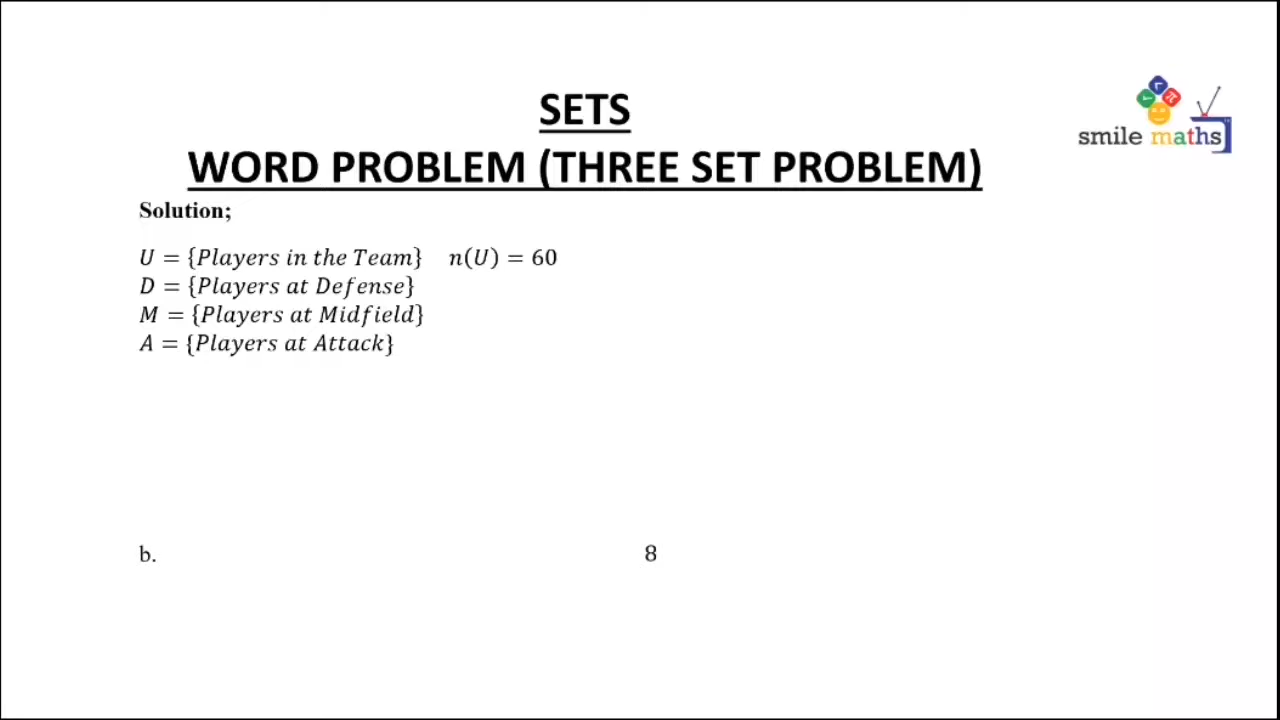 SETS
smile maths
WORD PROBLEM (THREE SET PROBLEM)
Solution;
U = {Players in the Team} n(U) = 60
D = {Players at Defense}
M = {Players at Midfield}
A = {Players at Attack}
b. 8